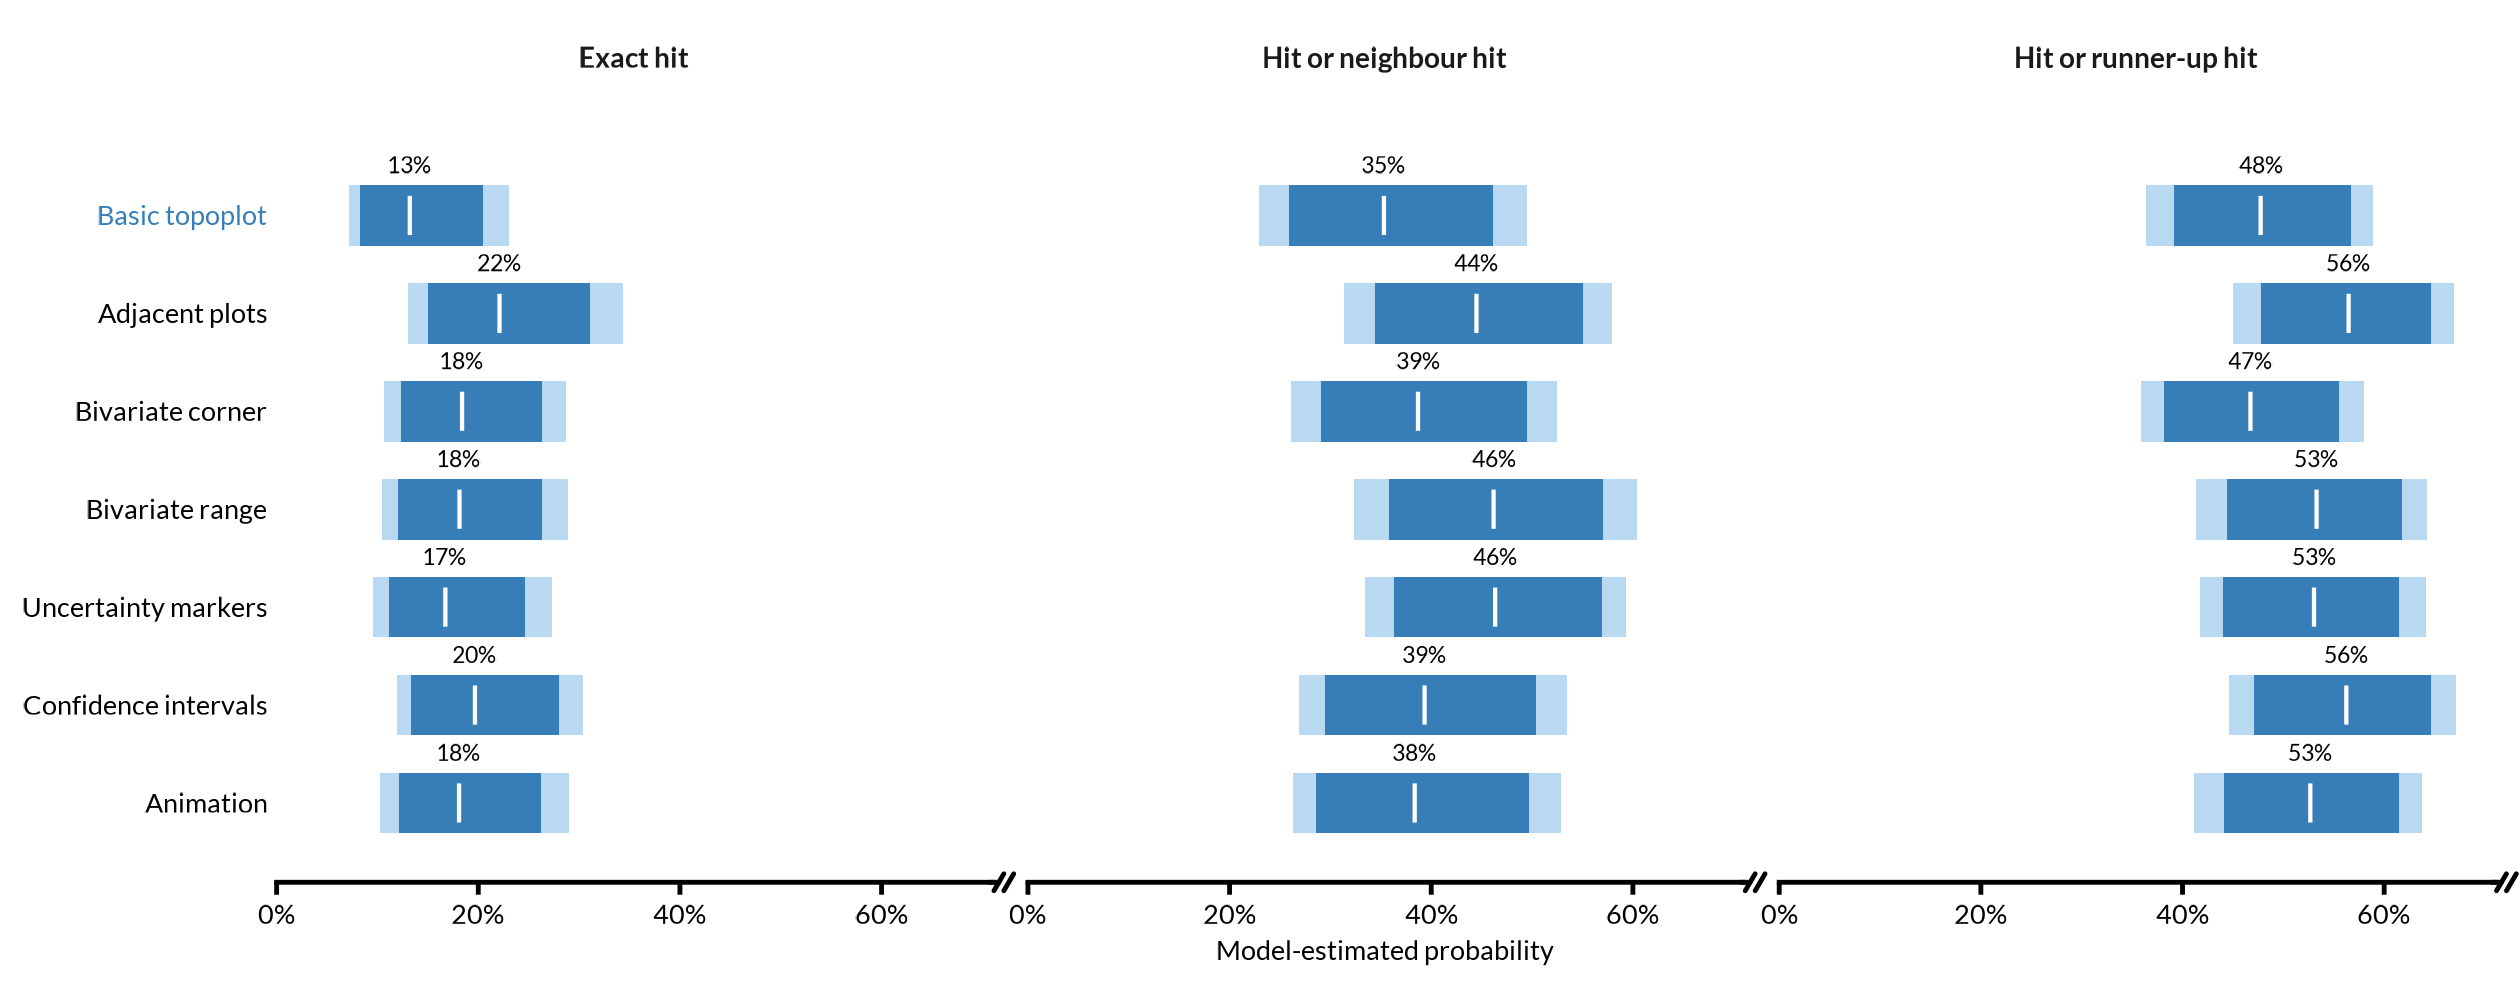 Exact hit
Hit or neighbour hit
Hit or runner-up hit
13%
35%
48%
Basic topoplot
22%
44%
56%
Adjacent plots
18%
39%
47%
Bivariate corner
18%
46%
53%
Bivariate range
17%
46%
53%
Uncertainty markers
20%
39%
56%
Confidence intervals
18%
38%
53%
Animation
0% 20% 40% 60%
0% 20% 40% 60%
0% 20% 40% 60%
Model-estimated probability